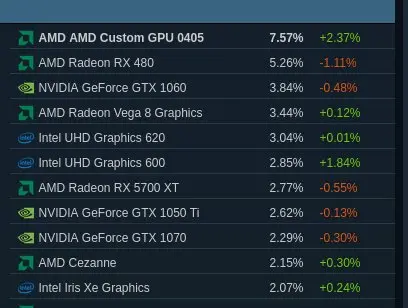 AMD AMD Custom GPU 0405 7.57% +2.37%
AMD Radeon RX 480 5.26% -1.11%
NVIDIA GeForce GTX 1060 3.84% -0.48%
AMD Radeon Vega 8 Graphics 3.44% +0.12%
Intel UHD Graphics 620 3.04% +0.01%
Intel UHD Graphics 600 2.85% +1.84%
AMD Radeon RX 5700 XT 2.77% -0.55%
NVIDIA GeForce GTX 1050 Ti 2.62% -0.13%
NVIDIA GeForce GTX 1070 2.29% -0.30%
AMD Cezanne 2.15% +0.30%
Intel Iris Xe Graphics 2.07% +0.24%